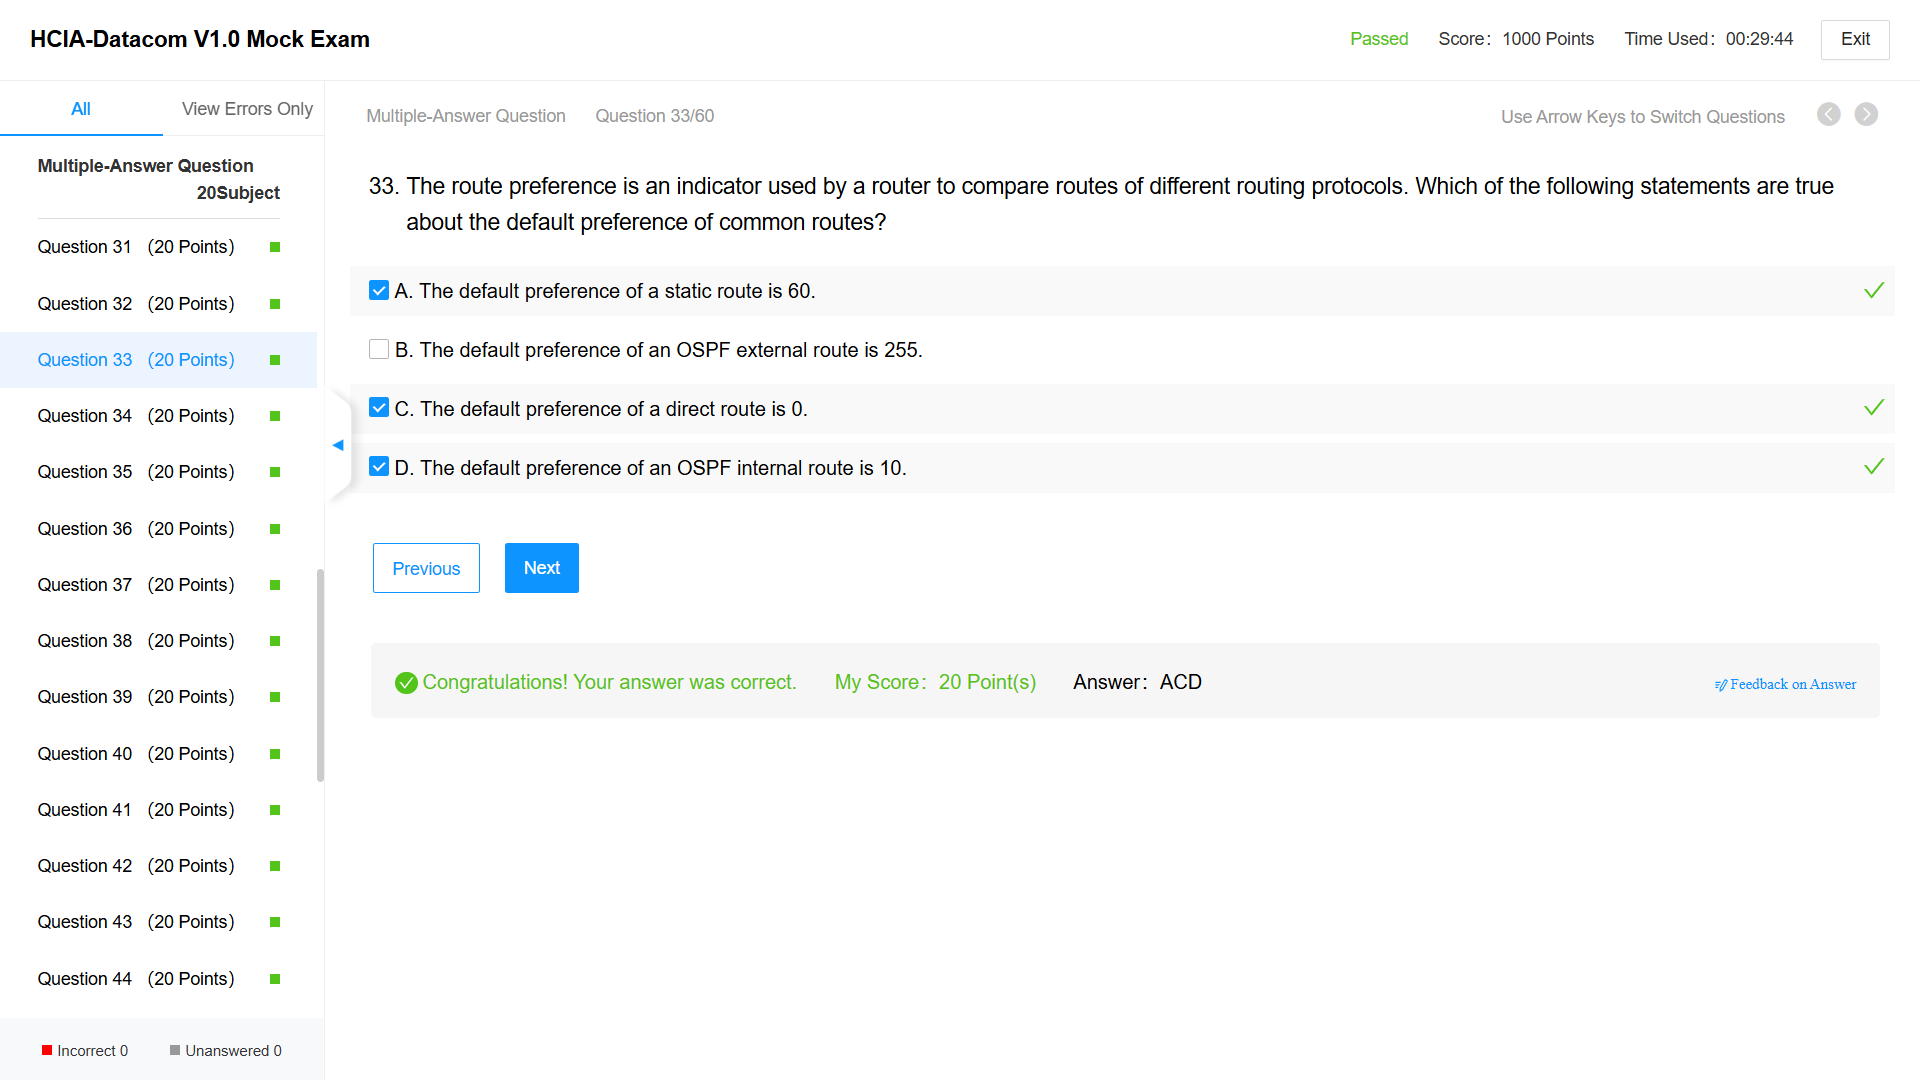 HCIA-Datacom V1.0 Mock Exam
Passed Score: 1000 Points Time Used: 00:29:44 Exit
All View Errors Only
Multiple-Answer Question
20Subject
Question 31 (20 Points)
Question 32 (20 Points)
Question 33 (20 Points)
Question 34 (20 Points)
Question 35 (20 Points)
Question 36 (20 Points)
Question 37 (20 Points)
Question 38 (20 Points)
Question 39 (20 Points)
Question 40 (20 Points)
Question 41 (20 Points)
Question 42 (20 Points)
Question 43 (20 Points)
Question 44 (20 Points)
Incorrect 0 Unanswered 0
Multiple-Answer Question Question 33/60 Use Arrow Keys to Switch Questions
33. The route preference is an indicator used by a router to compare routes of different routing protocols. Which of the following statements are true
about the default preference of common routes?
A. The default preference of a static route is 60.
B. The default preference of an OSPF external route is 255.
C. The default preference of a direct route is 0.
D. The default preference of an OSPF internal route is 10.
Previous Next
Congratulations! Your answer was correct. My Score: 20 Point(s) Answer: ACD Feedback on Answer